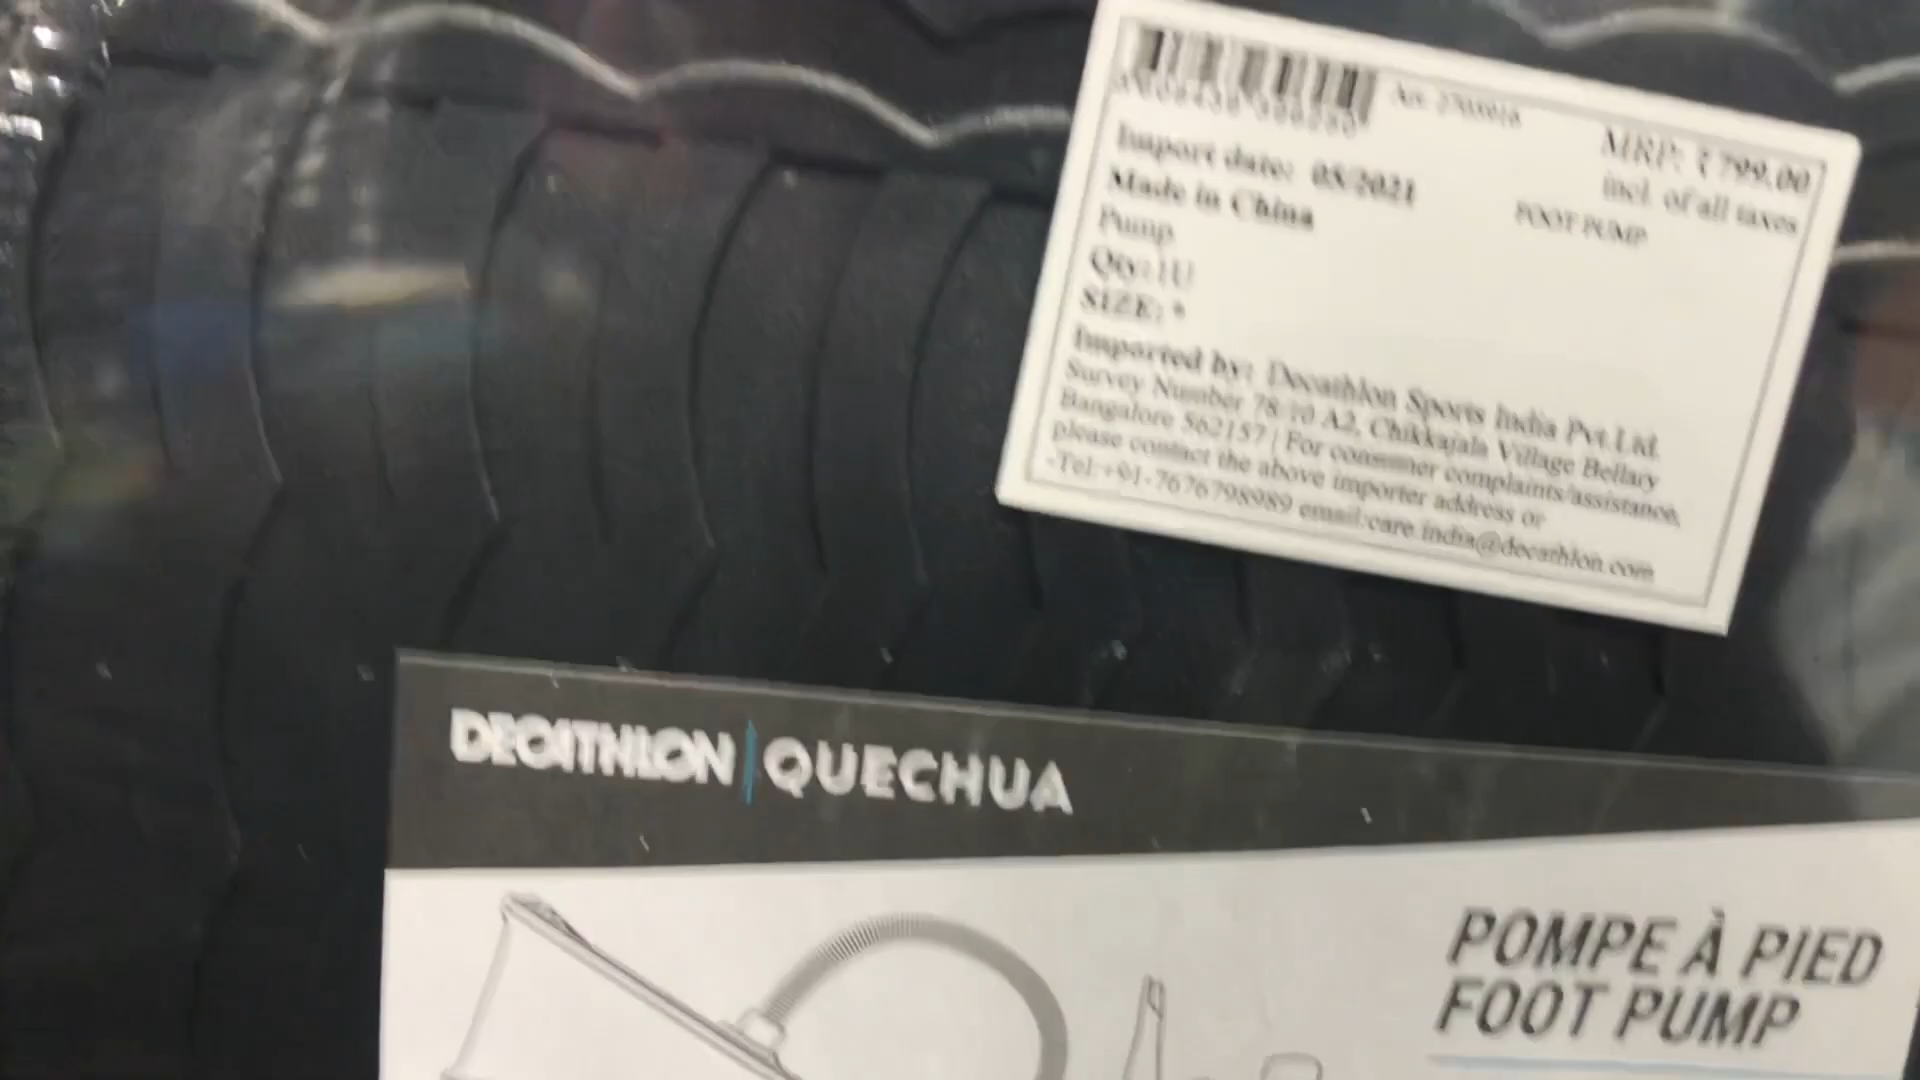 MRP: ₹799.00
incl. of all taxes
Import date: 05/2021
Made in China
FOOT PUMP
Pump
Qty:1U
SIZE: *
Imported by: Decathlon Sports India Pvt Ltd.
Survey Number 78/10 A2, Chikkajala Village Bellary
Bangalore 562157 | For consumer complaints/assistance,
please contact the above importer address or
-Tel:+91-7676798989 email:care.india@decathlon.com
DECATHLON | QUECHUA
POMPE À PIED
FOOT PUMP